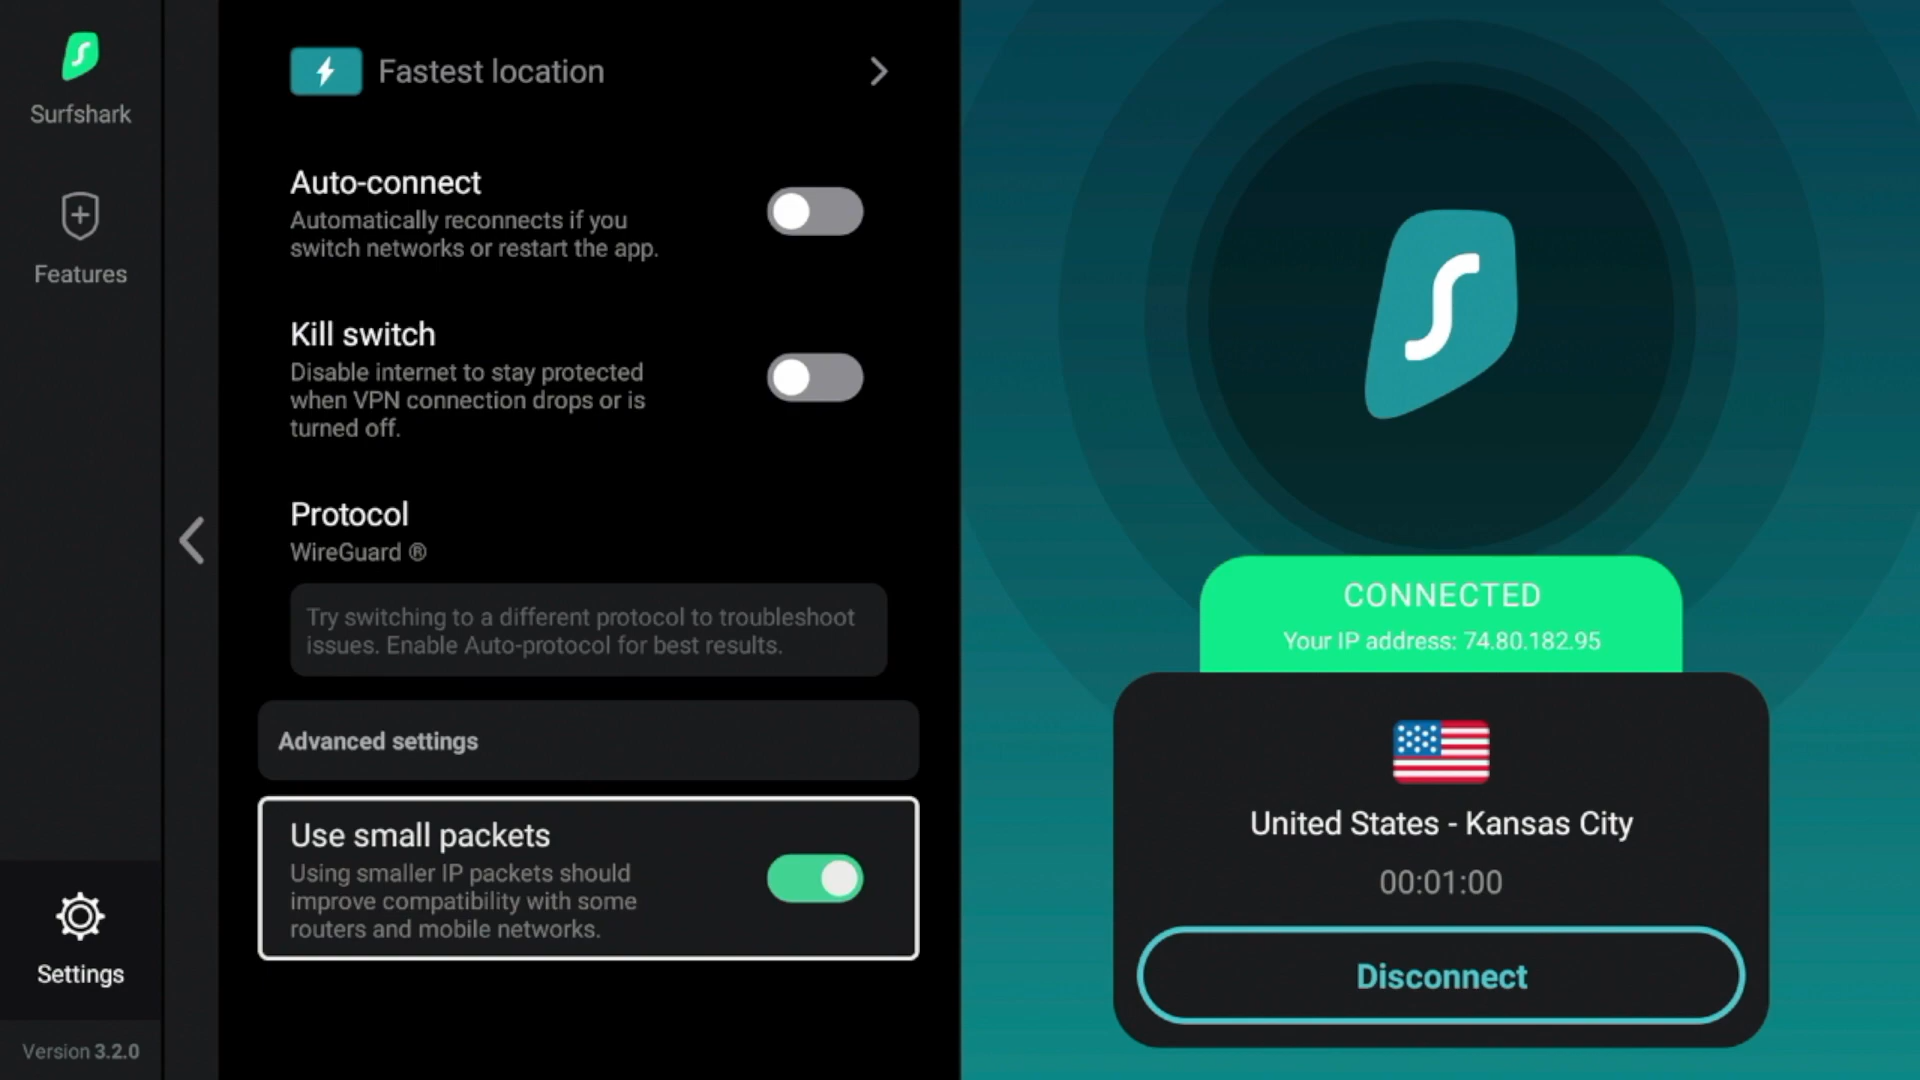 Surfshark
Features
Settings
Version 3.2.0
Fastest location
Auto-connect
Automatically reconnects if you
switch networks or restart the app.
Kill switch
Disable internet to stay protected
when VPN connection drops or is
turned off.
Protocol
WireGuard ®
Try switching to a different protocol to troubleshoot
issues. Enable Auto-protocol for best results.
Advanced settings
Use small packets
Using smaller IP packets should
improve compatibility with some
routers and mobile networks.
CONNECTED
Your IP address: 74.80.182.95
United States - Kansas City
00:01:00
Disconnect